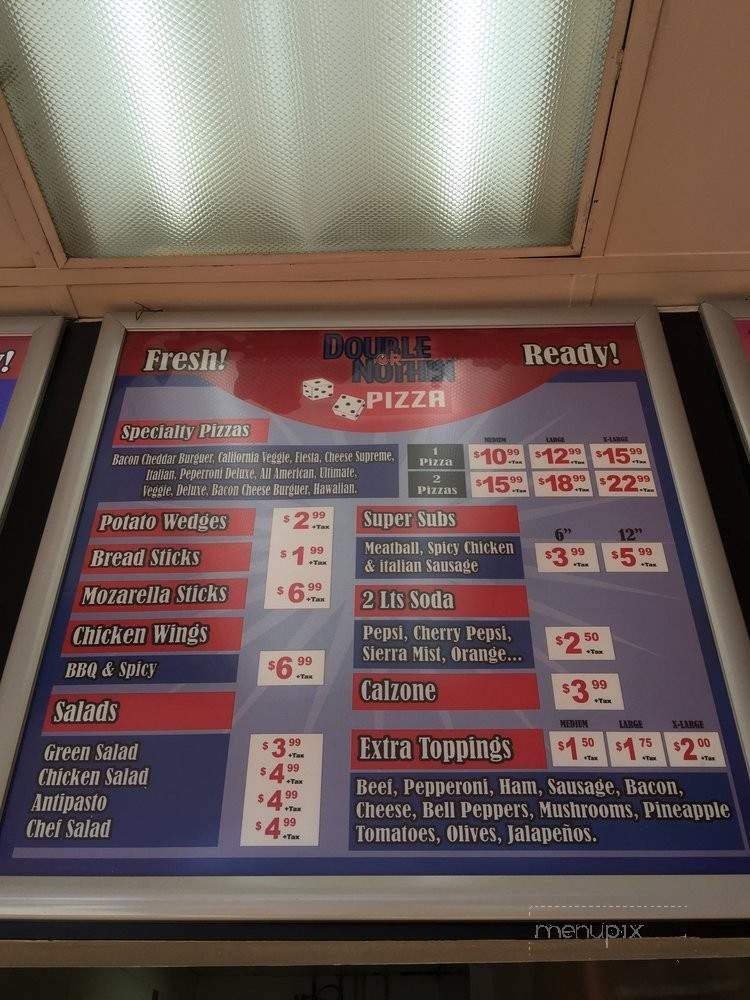 y!
Fresh!
DOUBLE
OR
NOTHIN
PIZZA
Ready!
Specialty Pizzas
Bacon Cheddar Burguer, California Veggie, Fiesta, Cheese Supreme,
Italian, Peperroni Deluxe, All American, Ultimate,
Veggie, Deluxe, Bacon Cheese Burguer, Hawaiian.
MEDIUM LARGE X-LARGE
1 Pizza $10.99 +Tax $12.99 +Tax $15.99 +Tax
2 Pizzas $15.99 +Tax $18.99 +Tax $22.99 +Tax
Potato Wedges $2.99 +Tax
Bread Sticks $1.99 +Tax
Mozarella Sticks $6.99 +Tax
Chicken Wings
BBQ & Spicy $6.99 +Tax
Salads
Green Salad $3.99 +Tax
Chicken Salad $4.99 +Tax
Antipasto $4.99 +Tax
Chef Salad $4.99 +Tax
Super Subs
6" 12"
Meatball, Spicy Chicken
& italian Sausage
$3.99 +Tax $5.99 +Tax
2 Lts Soda
Pepsi, Cherry Pepsi,
Sierra Mist, Orange...
$2.50 +Tax
Calzone $3.99 +Tax
MEDIUM LARGE X-LARGE
Extra Toppings $1.50 +Tax $1.75 +Tax $2.00 +Tax
Beef, Pepperoni, Ham, Sausage, Bacon,
Cheese, Bell Peppers, Mushrooms, Pineapple
Tomatoes, Olives, Jalapeños.
menupix